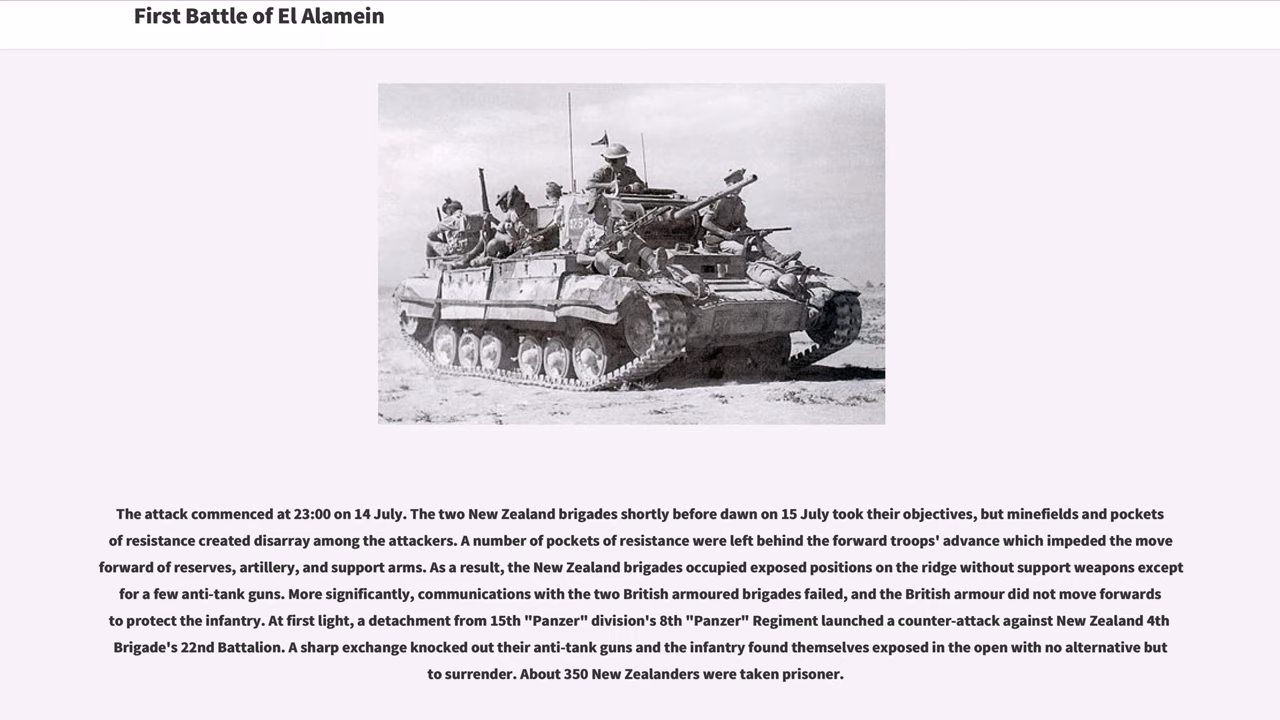 First Battle of El Alamein
The attack commenced at 23:00 on 14 July. The two New Zealand brigades shortly before dawn on 15 July took their objectives, but minefields and pockets
of resistance created disarray among the attackers. A number of pockets of resistance were left behind the forward troops' advance which impeded the move
forward of reserves, artillery, and support arms. As a result, the New Zealand brigades occupied exposed positions on the ridge without support weapons except
for a few anti-tank guns. More significantly, communications with the two British armoured brigades failed, and the British armour did not move forwards
to protect the infantry. At first light, a detachment from 15th "Panzer" division's 8th "Panzer" Regiment launched a counter-attack against New Zealand 4th
Brigade's 22nd Battalion. A sharp exchange knocked out their anti-tank guns and the infantry found themselves exposed in the open with no alternative but
to surrender. About 350 New Zealanders were taken prisoner.